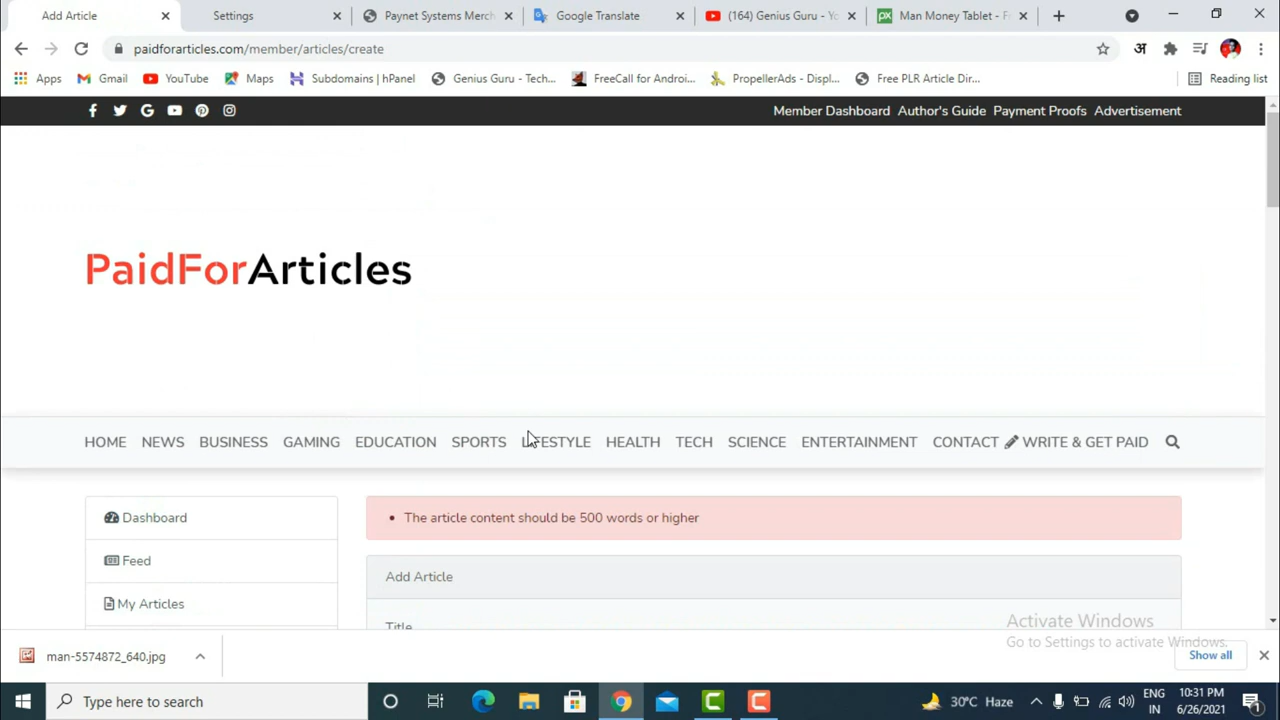 Add Article
Settings
Paynet Systems Merch
Google Translate
(164) Genius Guru - Yo
Man Money Tablet - F
paidforarticles.com/member/articles/create
अ
Apps
Gmail
YouTube
Maps
Subdomains | hPanel
Genius Guru - Tech...
FreeCall for Androi...
PropellerAds - Displ...
Free PLR Article Dir...
Reading list
Member Dashboard Author's Guide Payment Proofs Advertisement
PaidForArticles
HOME NEWS BUSINESS GAMING EDUCATION SPORTS LIFESTYLE HEALTH TECH SCIENCE ENTERTAINMENT CONTACT WRITE & GET PAID
Dashboard
Feed
My Articles
The article content should be 500 words or higher
Add Article
Title
Activate Windows
Go to Settings to activate Windows.
man-5574872_640.jpg
Show all
Type here to search
30°C Haze
ENG
IN
10:31 PM
6/26/2021
1